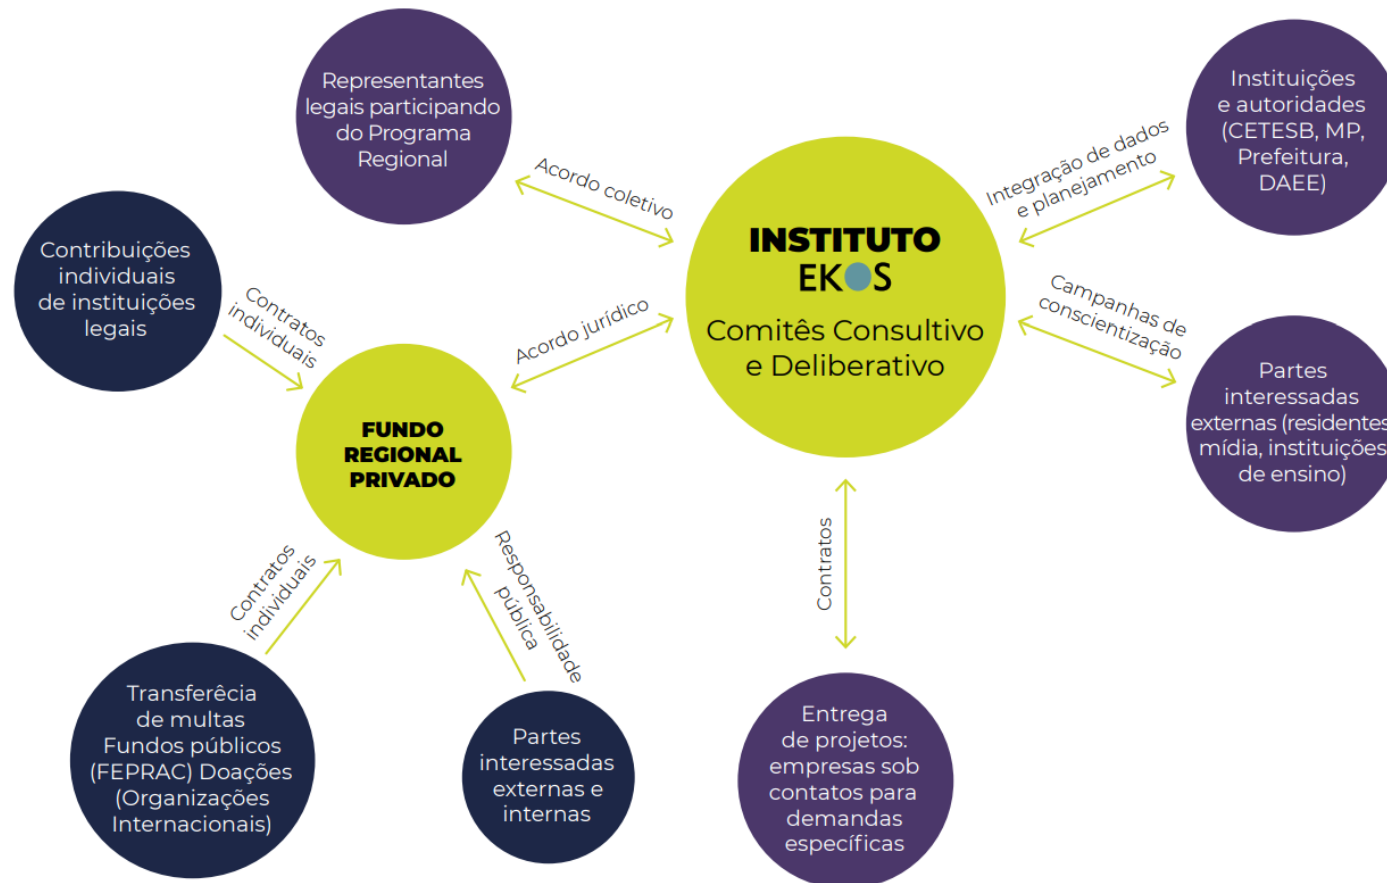 Representantes
legais participando
do Programa
Regional
Instituições
e autoridades
(CETESB, MP,
Prefeitura,
DAEE)
Acordo coletivo
Integração de dados
e planejamento
INSTITUTO
EKOS
Comitês Consultivo
e Deliberativo
Contribuições
individuais
de instituições
legais
Contratos
individuais
Acordo jurídico
Campanhas de
conscientização
Partes
interessadas
externas (residentes
mídia, instituições
de ensino)
FUNDO
REGIONAL
PRIVADO
Contratos
individuais
Responsabilidade
pública
Contratos
Transferêcia
de multas
Fundos públicos
(FEPRAC) Doações
(Organizações
Internacionais)
Partes
interessadas
externas e
internas
Entrega
de projetos:
empresas sob
contatos para
demandas
específicas